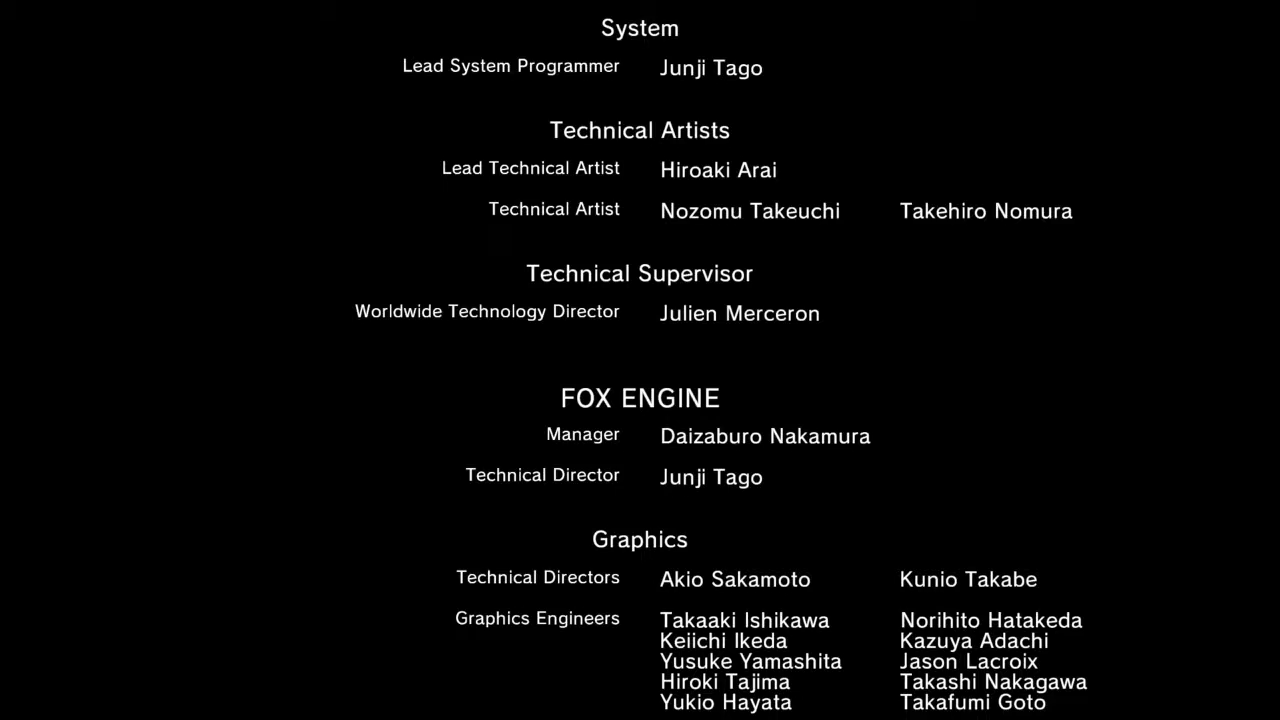 System
Lead System Programmer Junji Tago
Technical Artists
Lead Technical Artist Hiroaki Arai
Technical Artist Nozomu Takeuchi Takehiro Nomura
Technical Supervisor
Worldwide Technology Director Julien Merceron
FOX ENGINE
Manager Daizaburo Nakamura
Technical Director Junji Tago
Graphics
Technical Directors Akio Sakamoto Kunio Takabe
Graphics Engineers Takaaki Ishikawa Norihito Hatakeda
Keiichi Ikeda Kazuya Adachi
Yusuke Yamashita Jason Lacroix
Hiroki Tajima Takashi Nakagawa
Yukio Hayata Takafumi Goto